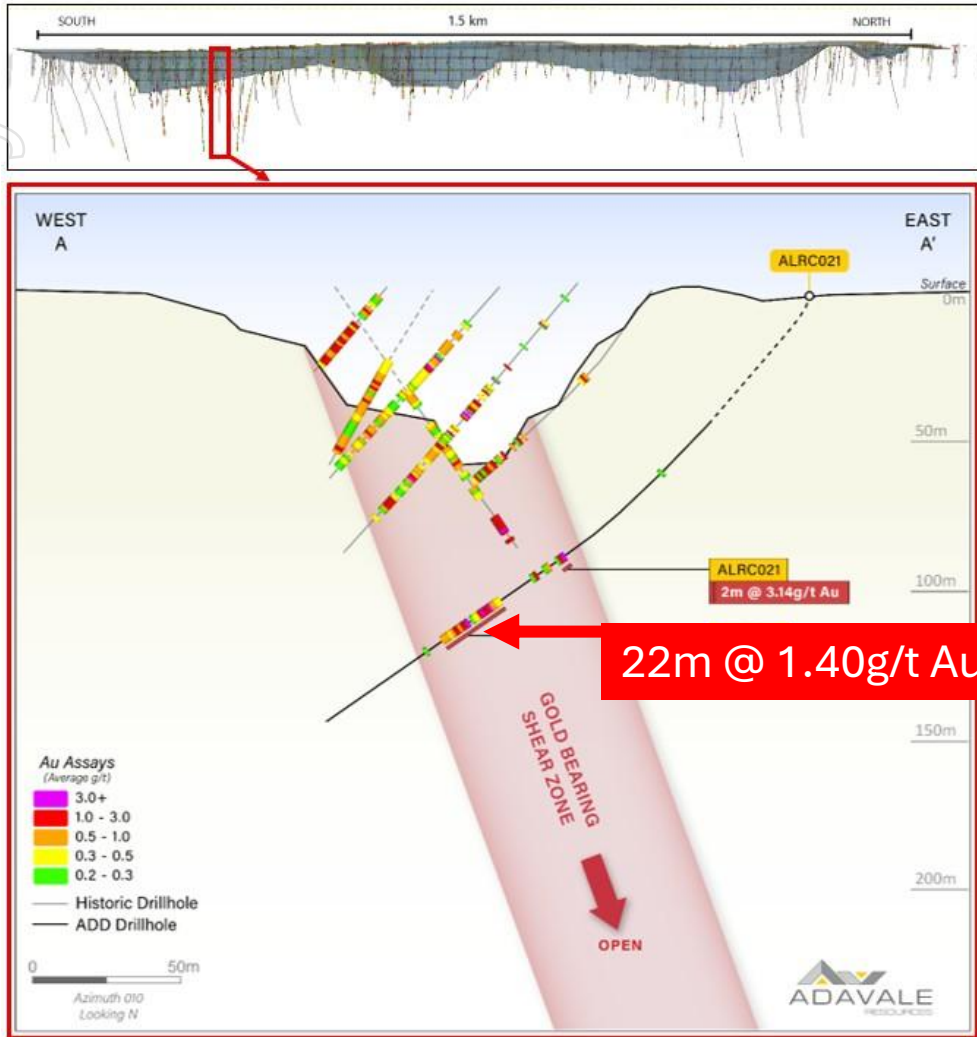 SOUTH
1.5 km
NORTH
WEST
A
EAST
A'
ALRC021
Surface
0m
50m
ALRC021
2m @ 3.14g/t Au
100m
22m @ 1.40g/t Au
GOLD BEARING
SHEAR ZONE
150m
Au Assays
(Average g/t)
3.0+
1.0 - 3.0
0.5 - 1.0
0.3 - 0.5
0.2 - 0.3
Historic Drillhole
ADD Drillhole
200m
OPEN
0
50m
Azimuth 010
Looking N
ADAVALE
RESOURCES